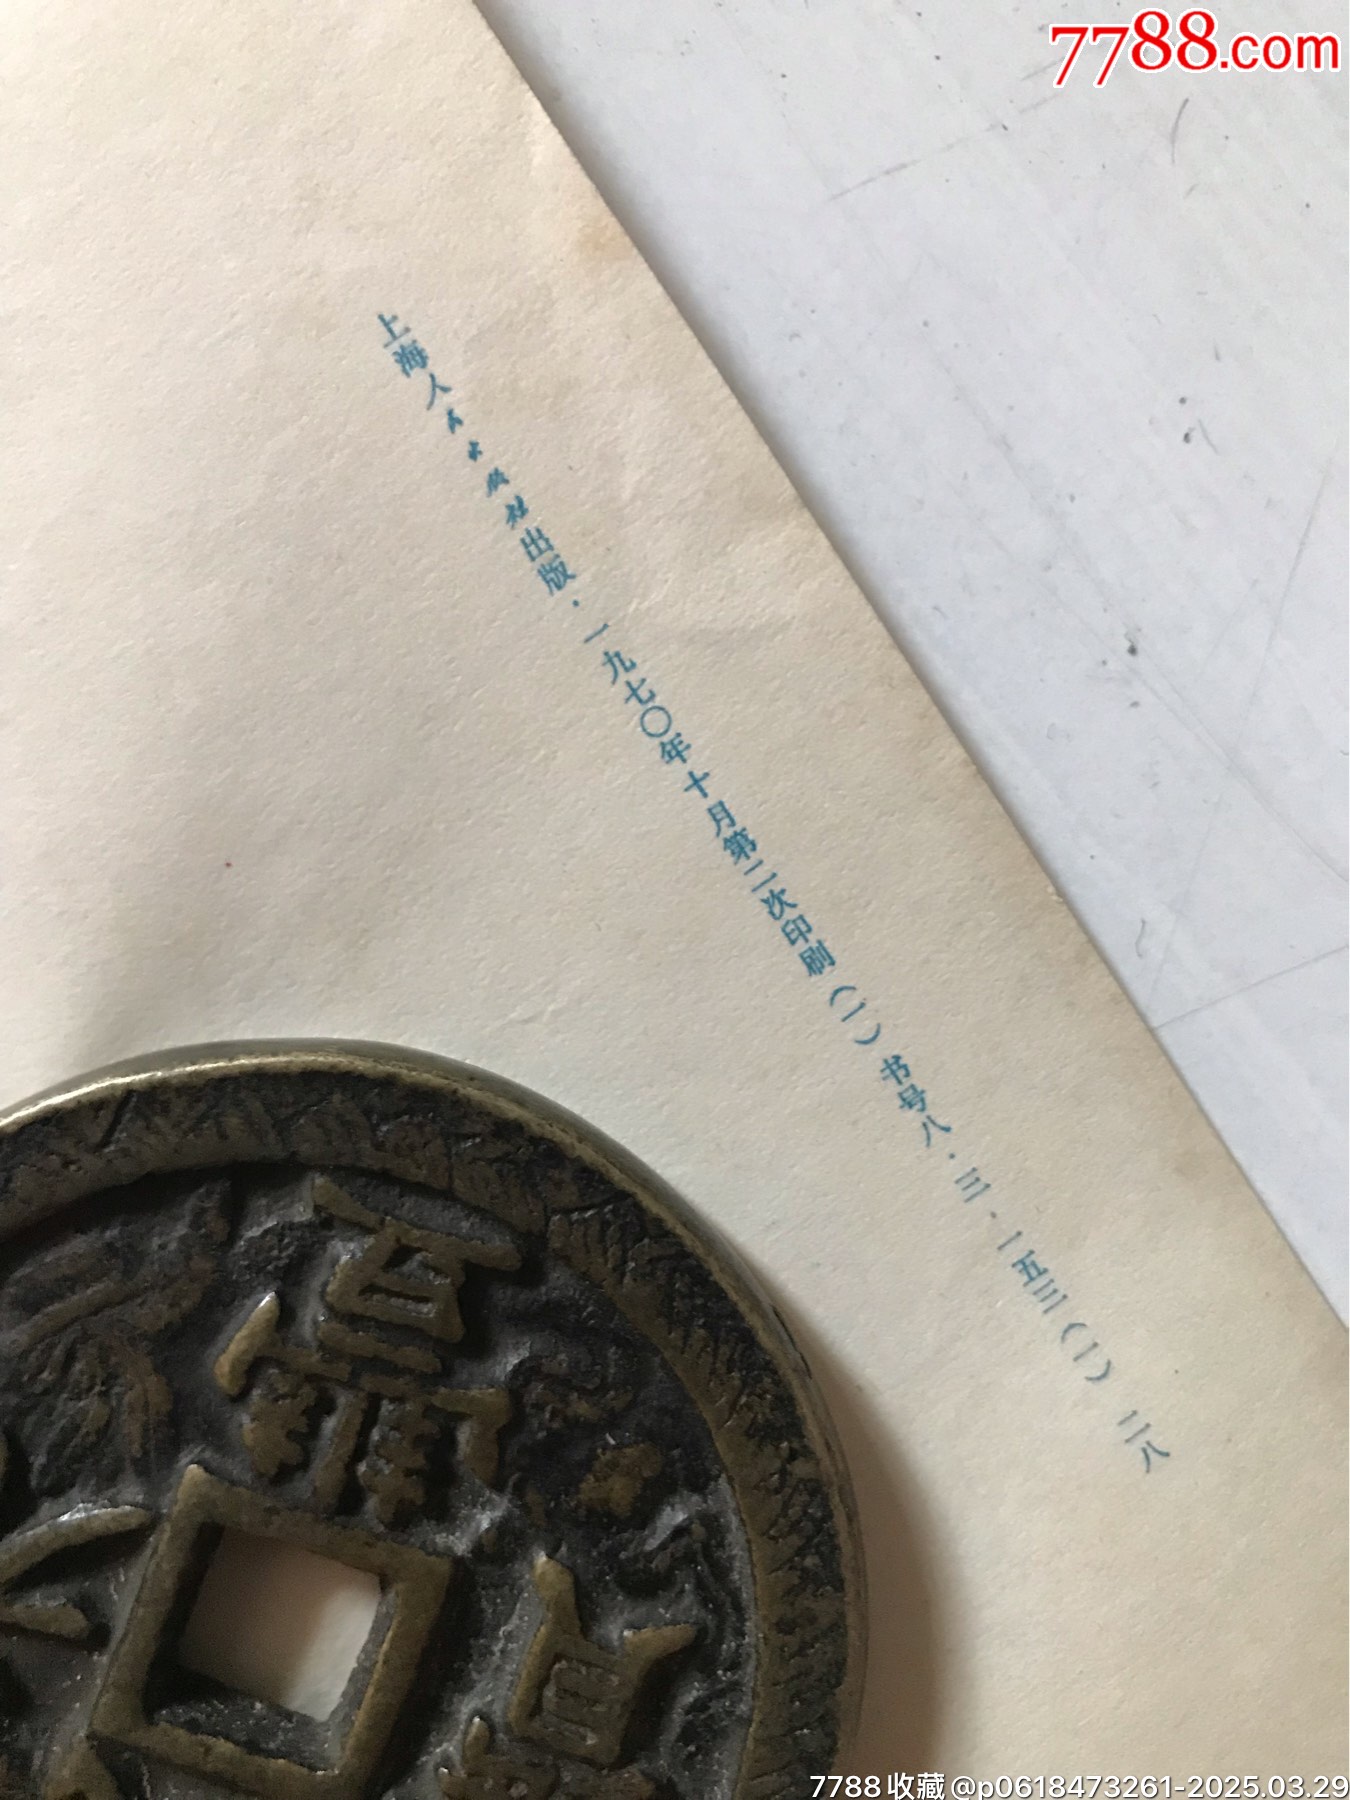 7788.com
上海人民出版社出版·一九七〇年十月第二次印刷（一）书号八·三·一五三（一）二八
7788收藏@p0618473261-2025.03.29